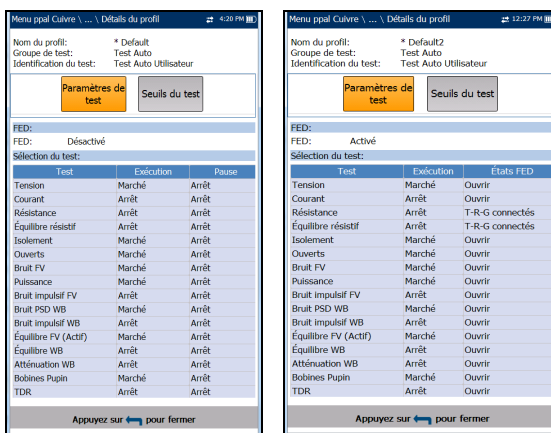 Menu ppal Cuivre \ ... \ Détails du profil 4:20 PM
Nom du profil: * Default
Groupe de test: Test Auto
Identification du test: Test Auto Utilisateur
Paramètres de
test
Seuils du test
FED:
FED: Désactivé
Sélection du test:
Test Exécution Pause
Tension Marché Arrêt
Courant Arrêt Arrêt
Résistance Arrêt Arrêt
Équilibre résistif Arrêt Arrêt
Isolement Marché Arrêt
Ouverts Marché Arrêt
Bruit FV Marché Arrêt
Puissance Marché Arrêt
Bruit impulsif FV Arrêt Arrêt
Bruit PSD WB Marché Arrêt
Bruit impulsif WB Arrêt Arrêt
Équilibre FV (Actif) Marché Arrêt
Équilibre WB Arrêt Arrêt
Atténuation WB Arrêt Arrêt
Bobines Pupin Marché Arrêt
TDR Arrêt Arrêt
Appuyez sur pour fermer
Menu ppal Cuivre \ ... \ Détails du profil 12:27 PM
Nom du profil: * Default2
Groupe de test: Test Auto
Identification du test: Test Auto Utilisateur
Paramètres de
test
Seuils du test
FED:
FED: Activé
Sélection du test:
Test Exécution États FED
Tension Marché Ouvrir
Courant Arrêt Ouvrir
Résistance Arrêt T-R-G connectés
Équilibre résistif Arrêt T-R-G connectés
Isolement Marché Ouvrir
Ouverts Marché Ouvrir
Bruit FV Marché Ouvrir
Puissance Marché Ouvrir
Bruit impulsif FV Arrêt Ouvrir
Bruit PSD WB Marché Ouvrir
Bruit impulsif WB Arrêt Ouvrir
Équilibre FV (Actif) Marché Ouvrir
Équilibre WB Arrêt Ouvrir
Atténuation WB Arrêt Ouvrir
Bobines Pupin Marché Ouvrir
TDR Arrêt Ouvrir
Appuyez sur pour fermer